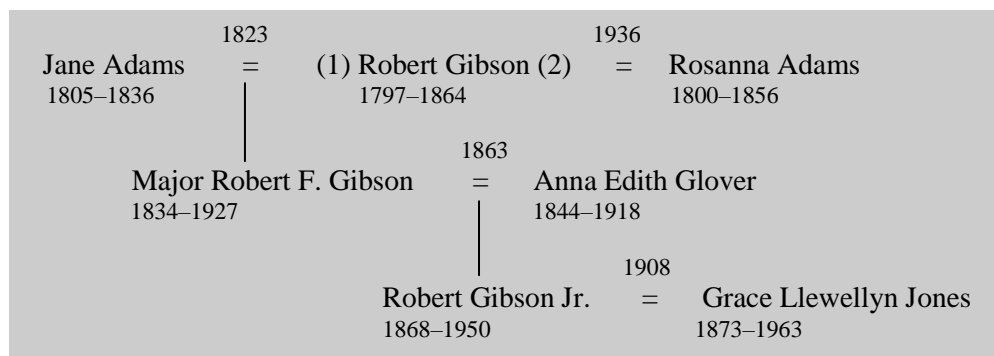 1823 1936
Jane Adams = (1) Robert Gibson (2) = Rosanna Adams
1805–1836 1797–1864 1800–1856
1863
Major Robert F. Gibson = Anna Edith Glover
1834–1927 1844–1918
1908
Robert Gibson Jr. = Grace Llewellyn Jones
1868–1950 1873–1963